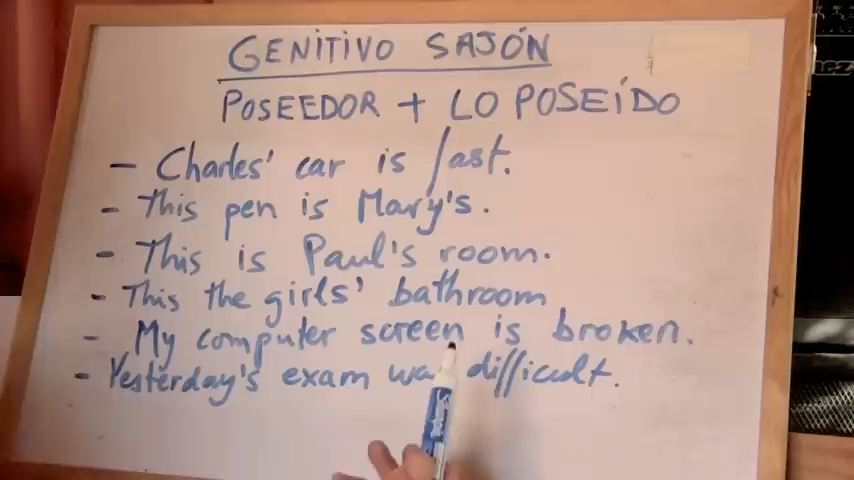 GENITIVO SAJÓN
POSEEDOR + LO POSEÍDO
- Charles' car is fast.
- This pen is Mary's.
- This is Paul's room.
- This the girls' bathroom
- My computer screen is broken.
- Yesterday's exam wa difficult.